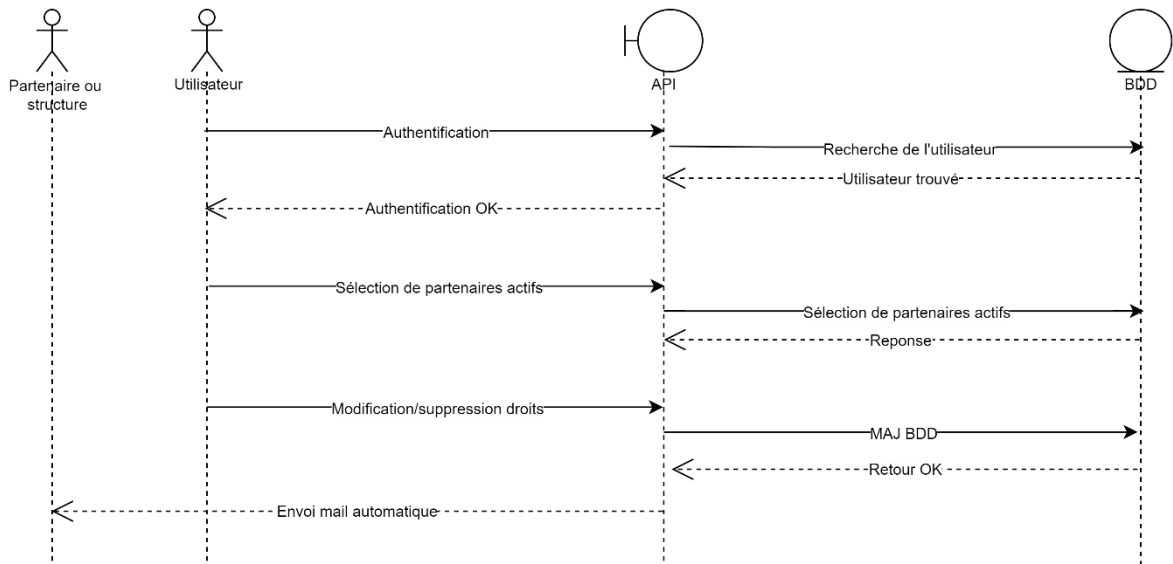 Partenaire ou
structure
Utilisateur
API
BDD
Authentification
Recherche de l'utilisateur
Utilisateur trouvé
Authentification OK
Sélection de partenaires actifs
Sélection de partenaires actifs
Reponse
Modification/suppression droits
MAJ BDD
Retour OK
Envoi mail automatique